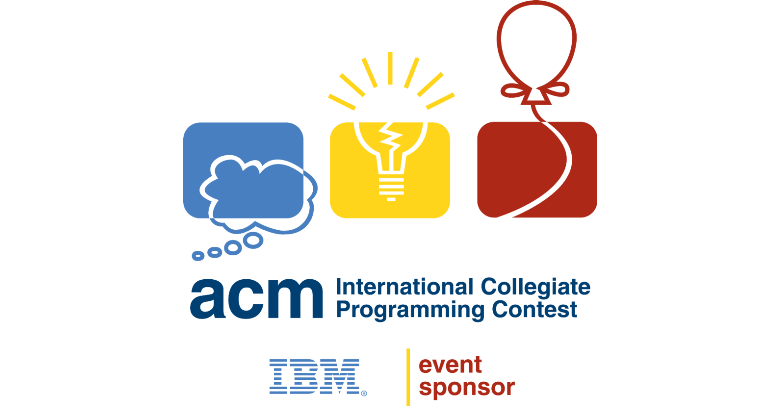 acm
International Collegiate
Programming Contest
IBM®
event
sponsor